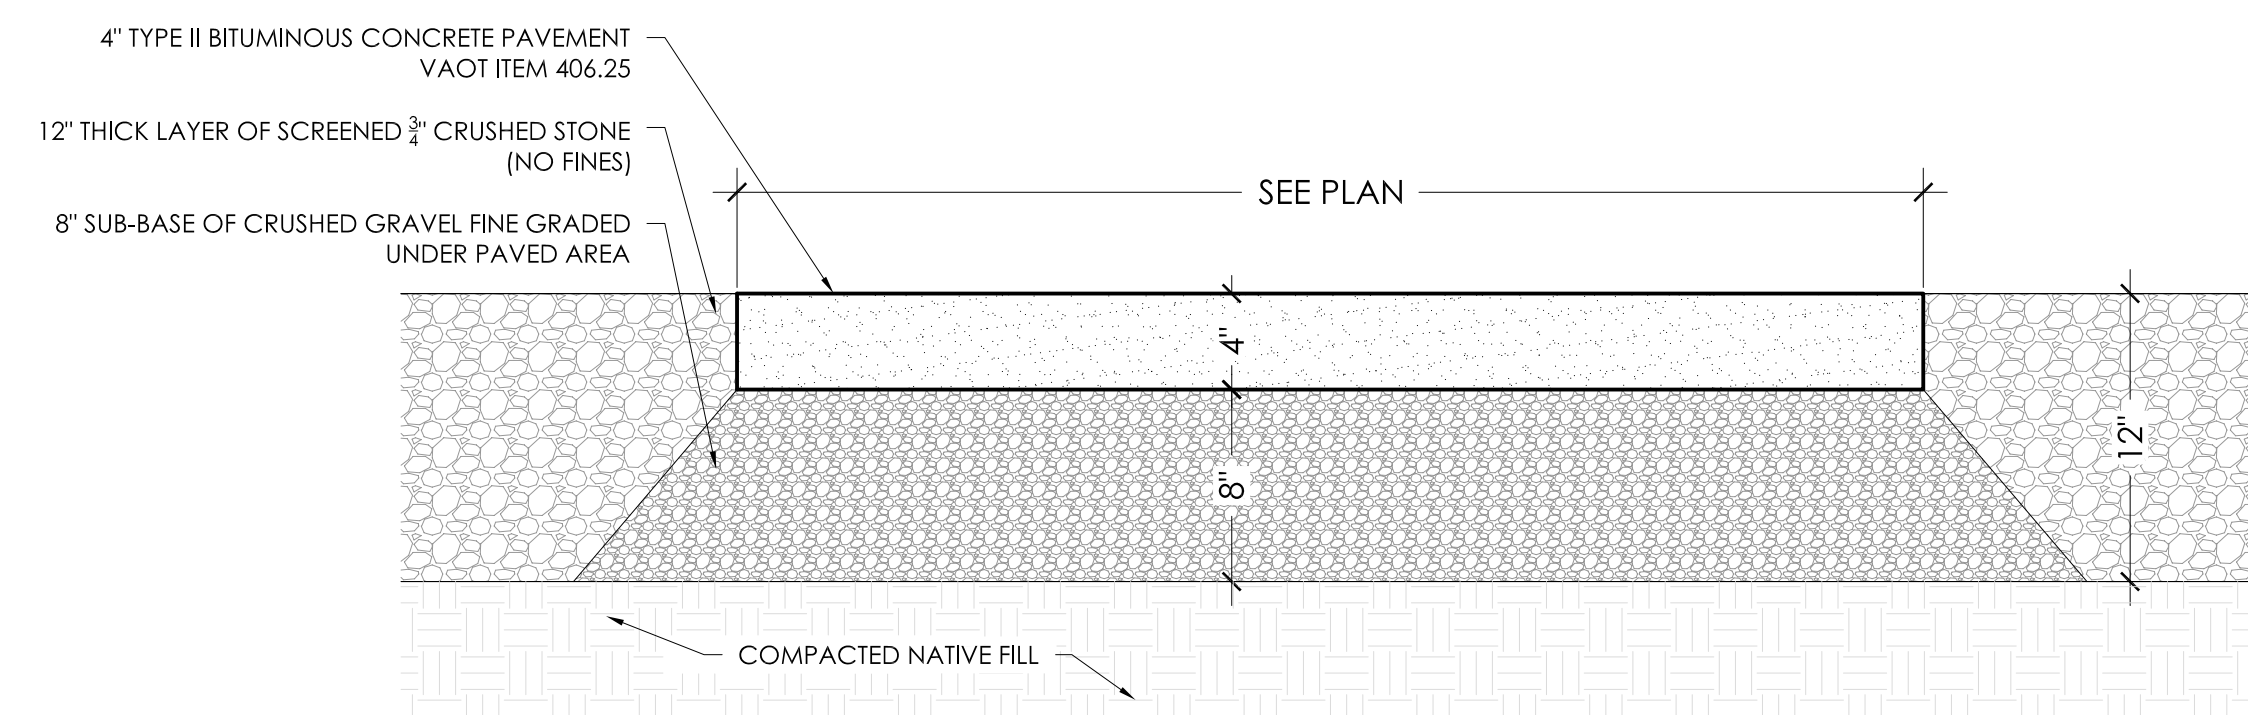 4" TYPE II BITUMINOUS CONCRETE PAVEMENT
VAOT ITEM 406.25
12" THICK LAYER OF SCREENED 3/4" CRUSHED STONE
(NO FINES)
8" SUB-BASE OF CRUSHED GRAVEL FINE GRADED
UNDER PAVED AREA
SEE PLAN
4"
8"
12"
COMPACTED NATIVE FILL